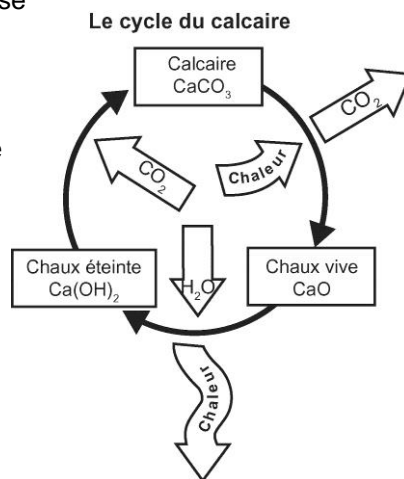 se
Le cycle du calcaire
Calcaire
CaCO₃
CO₂
Chaleur
CO₂
e
Chaux éteinte
Ca(OH)₂
H₂O
Chaux vive
CaO
Chaleur